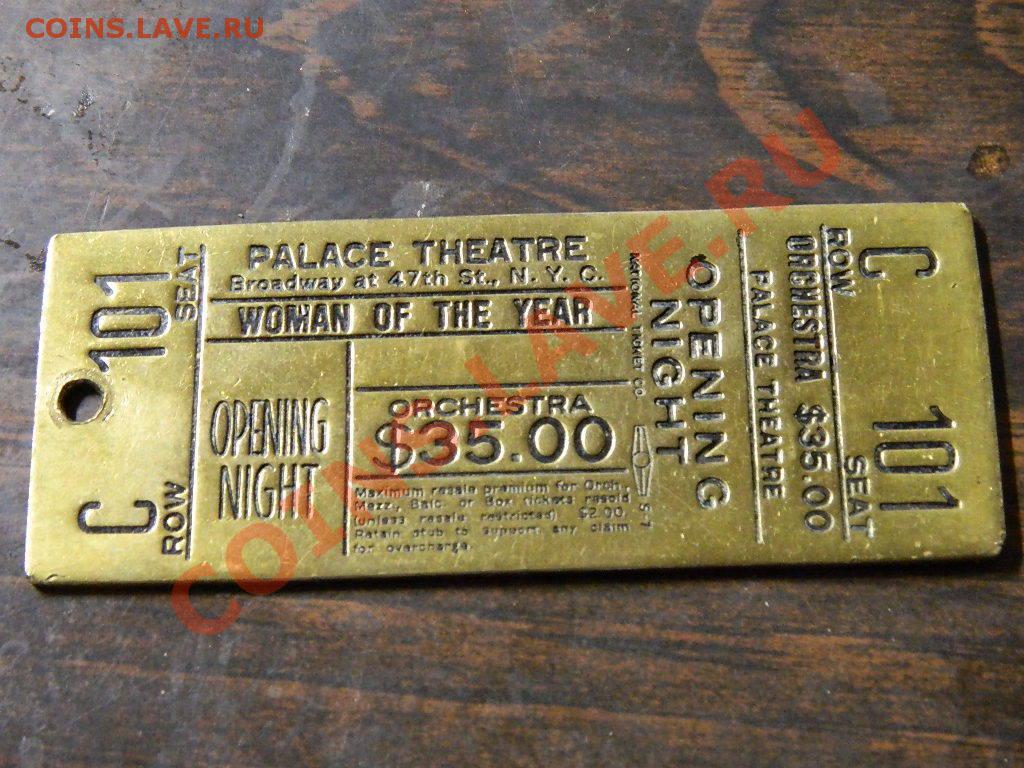 COINS.LAVE.RU
C 101
ROW SEAT
PALACE THEATRE
Broadway at 47th St., N. Y. C.
WOMAN OF THE YEAR
OPENING
NIGHT
ORCHESTRA
$35.00
Maximum resale premium for Orch.,
Mezz., Balc. or Box tickets resold
(unless resale restricted) $2.00.
Retain stub to support any claim
for overcharge.
NATIONAL TICKET CO.
OPENING
NIGHT
PALACE THEATRE
ORCHESTRA $35.00
ROW SEAT
C 101
COINS.LAVE.RU